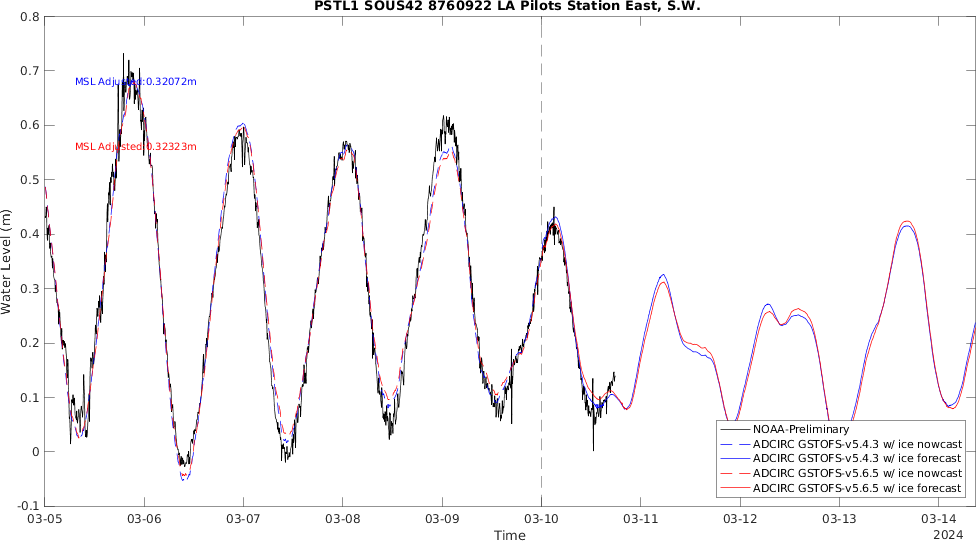 PSTL1 SOUS42 8760922 LA Pilots Station East, S.W.
0.8
0.7
MSL Adjusted:0.32072m
0.6
MSL Adjusted:0.32323m
0.5
0.4
0.3
0.2
0.1
0
-0.1
Water Level (m)
NOAA-Preliminary
ADCIRC GSTOFS-v5.4.3 w/ ice nowcast
ADCIRC GSTOFS-v5.4.3 w/ ice forecast
ADCIRC GSTOFS-v5.6.5 w/ ice nowcast
ADCIRC GSTOFS-v5.6.5 w/ ice forecast
03-05 03-06 03-07 03-08 03-09 03-10 03-11 03-12 03-13 03-14
Time
2024